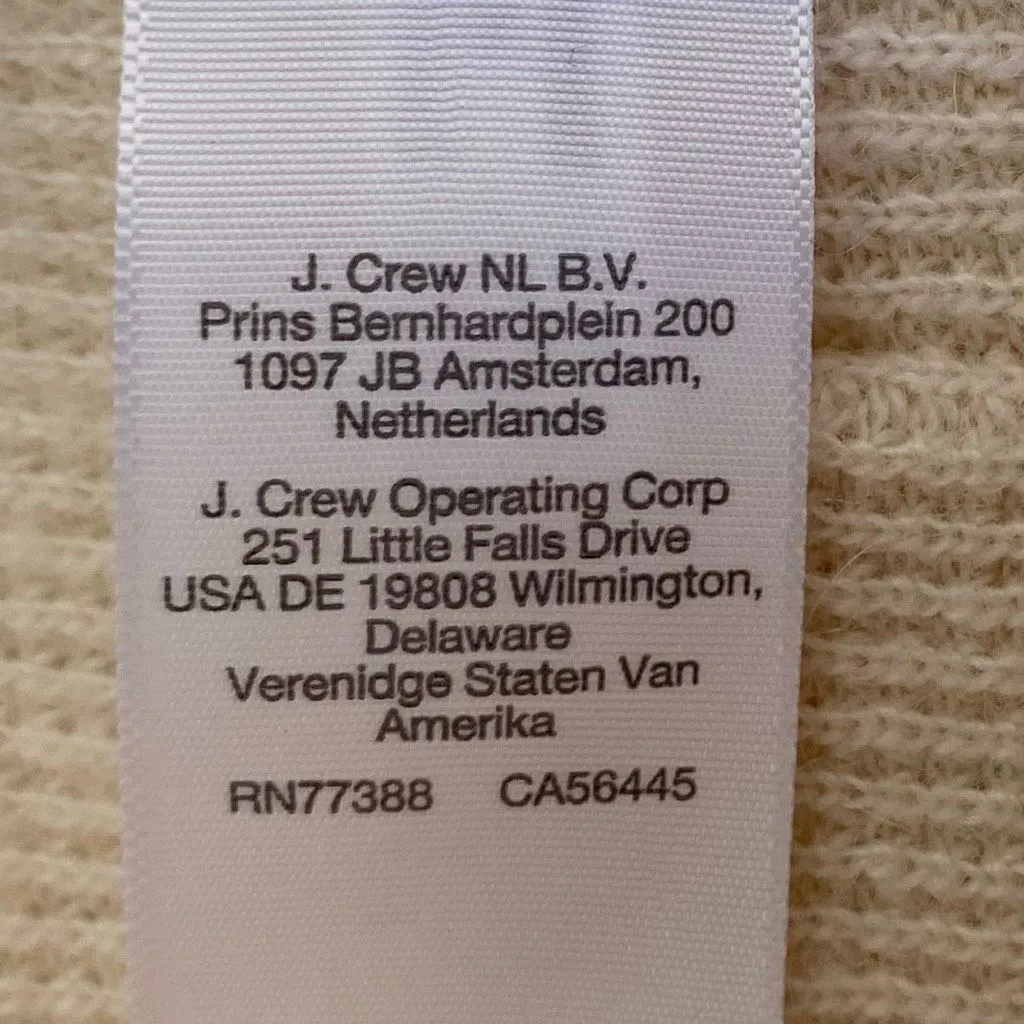 J. Crew NL B.V.
Prins Bernhardplein 200
1097 JB Amsterdam,
Netherlands
J. Crew Operating Corp
251 Little Falls Drive
USA DE 19808 Wilmington,
Delaware
Verenidge Staten Van
Amerika
RN77388 CA56445